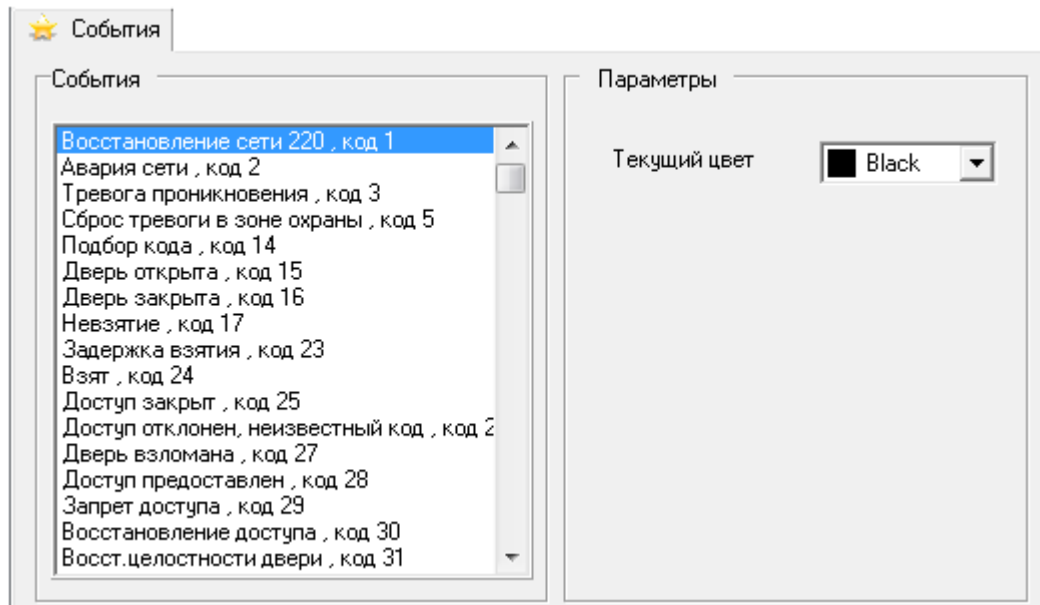 События
События
Восстановление сети 220 , код 1
Авария сети , код 2
Тревога проникновения , код 3
Сброс тревоги в зоне охраны , код 5
Подбор кода , код 14
Дверь открыта , код 15
Дверь закрыта , код 16
Невзятие , код 17
Задержка взятия , код 23
Взят , код 24
Доступ закрыт , код 25
Доступ отклонен, неизвестный код , код 2
Дверь взломана , код 27
Доступ предоставлен , код 28
Запрет доступа , код 29
Восстановление доступа , код 30
Восст.целостности двери , код 31
Параметры
Текущий цвет
Black